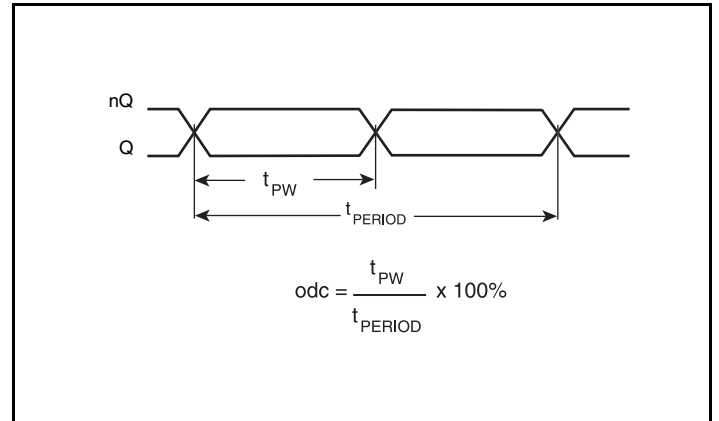 nQ
Q
tPW
tPERIOD
odc = tPW / tPERIOD x 100%